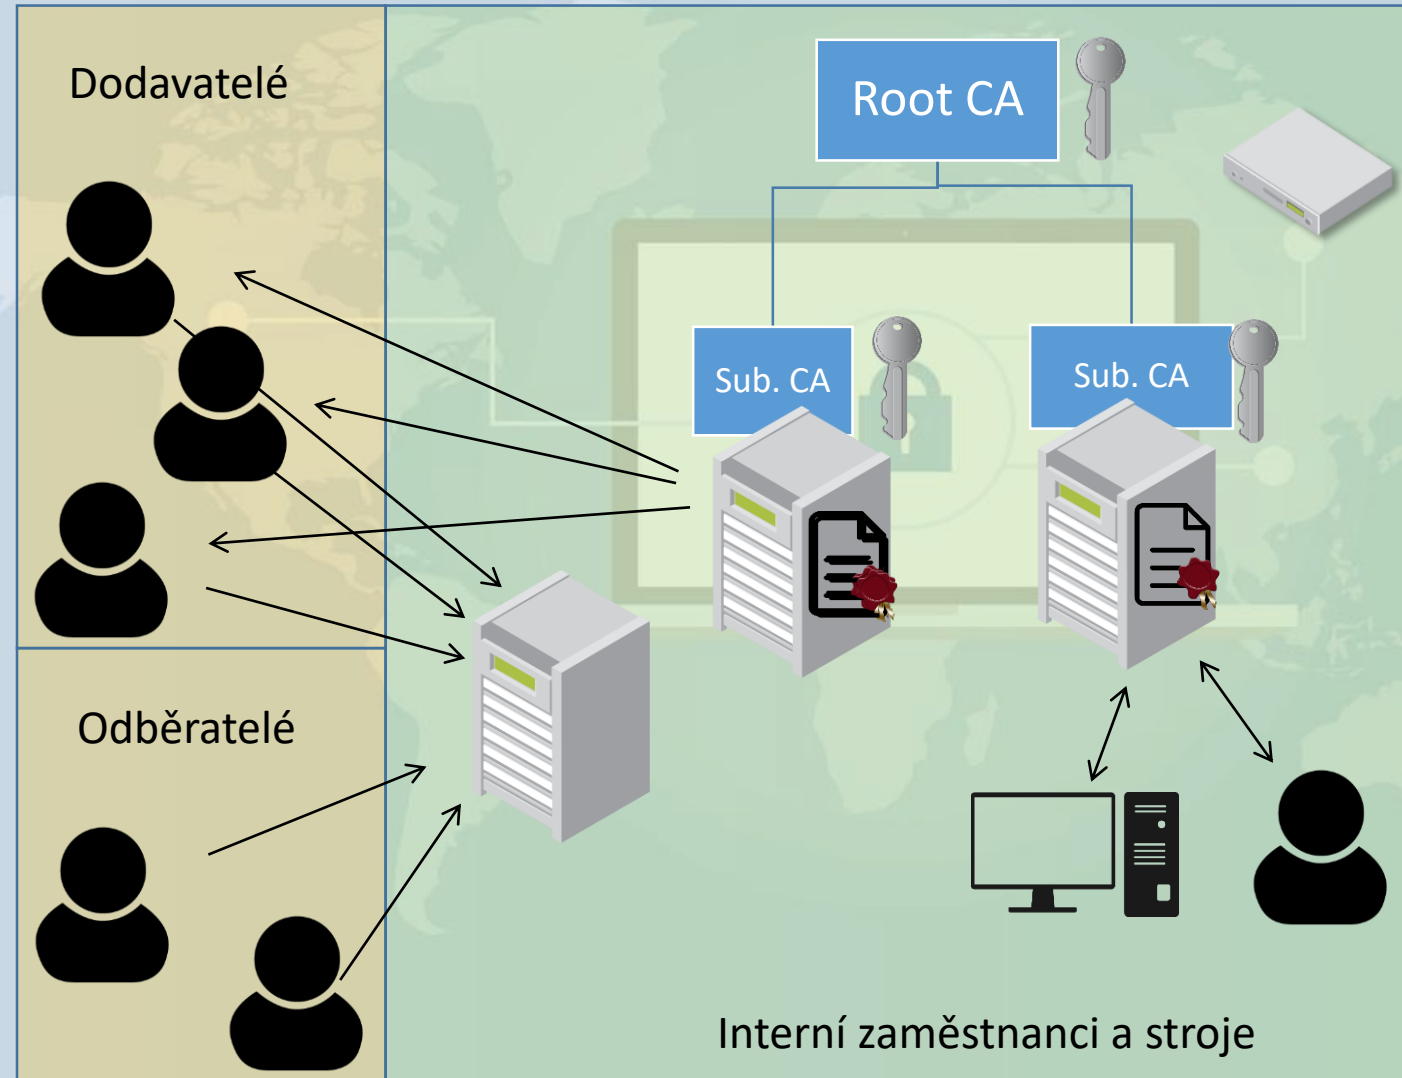 Dodavatelé
Root CA
Sub. CA
Sub. CA
Odběratelé
Interní zaměstnanci a stroje